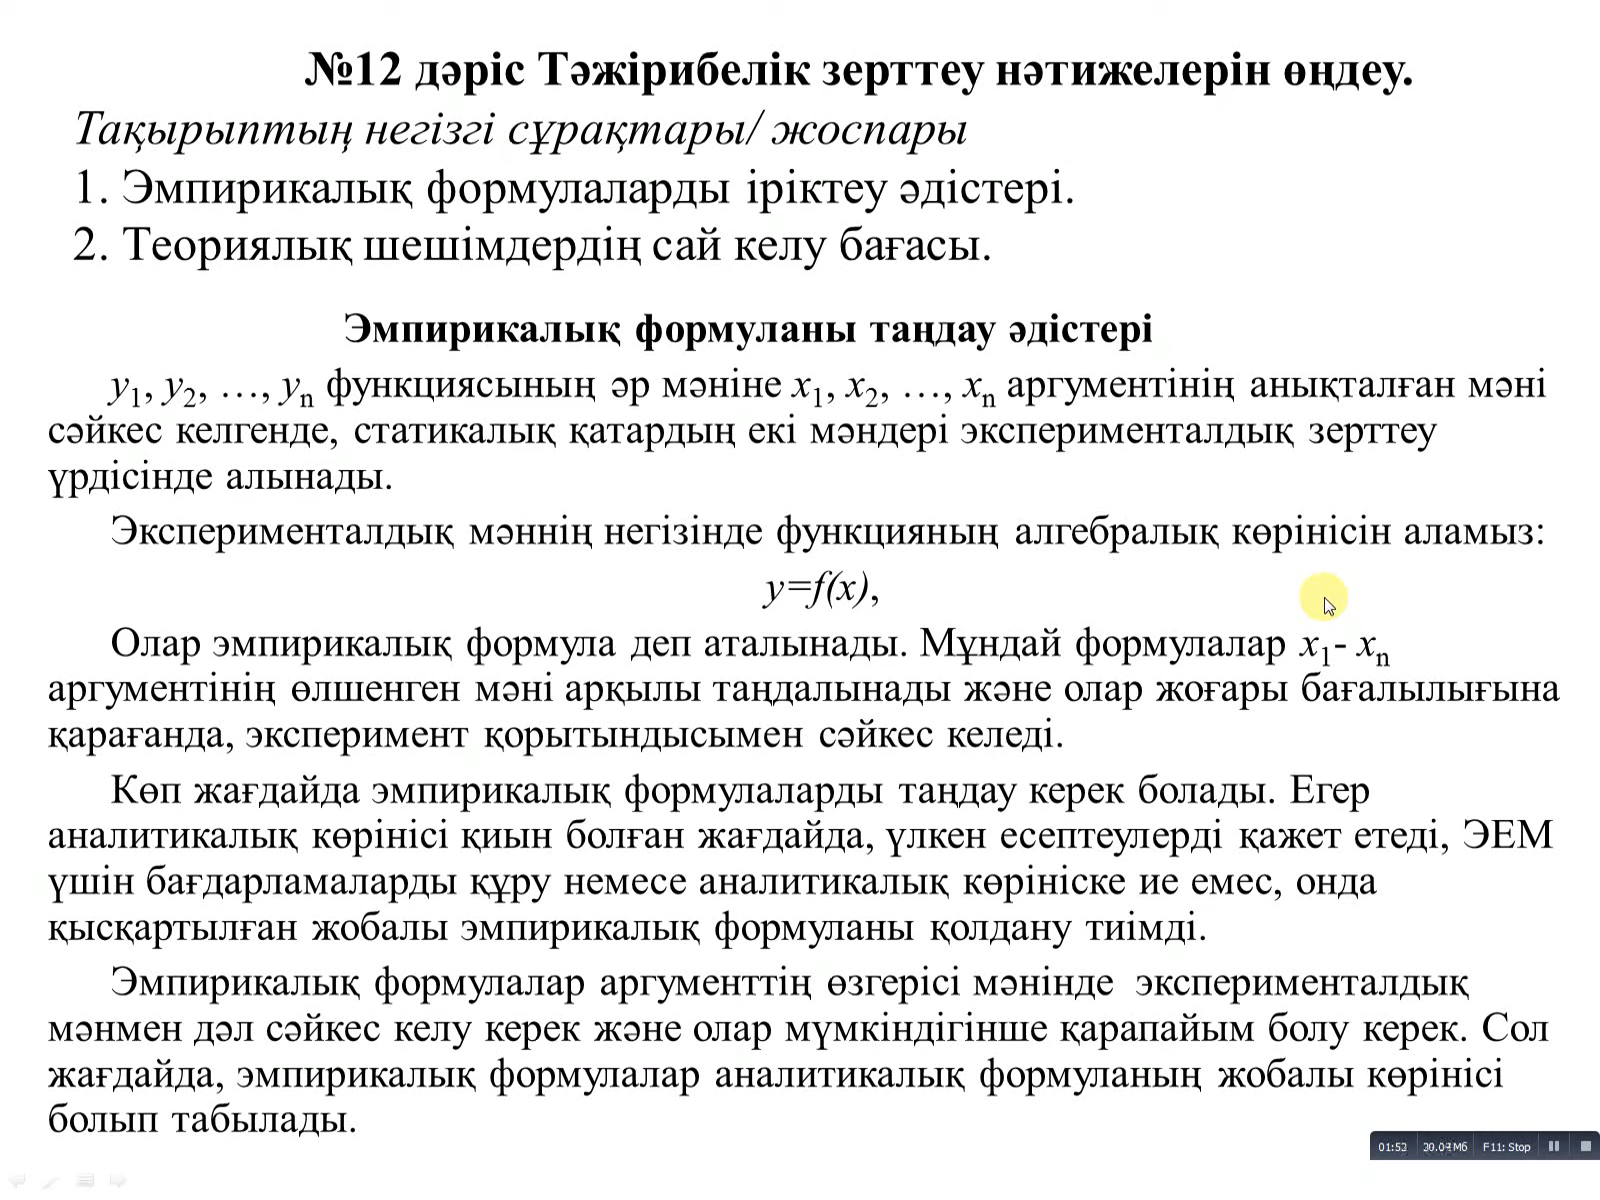 №12 дәріс Тәжірибелік зерттеу нәтижелерін өңдеу.
Тақырыптың негізгі сұрақтары/ жоспары
1. Эмпирикалық формулаларды іріктеу әдістері.
2. Теориялық шешімдердің сай келу бағасы.
Эмпирикалық формуланы таңдау әдістері
y1, y2, …, yn функциясының әр мәніне x1, x2, …, xn аргументінің анықталған мәні
сәйкес келгенде, статикалық қатардың екі мәндері эксперименталдық зерттеу
үрдісінде алынады.
Эксперименталдық мәннің негізінде функцияның алгебралық көрінісін аламыз:
y=f(x),
Олар эмпирикалық формула деп аталынады. Мұндай формулалар x1- xn
аргументінің өлшенген мәні арқылы таңдалынады және олар жоғары бағалылығына
қарағанда, эксперимент қорытындысымен сәйкес келеді.
Көп жағдайда эмпирикалық формулаларды таңдау керек болады. Егер
аналитикалық көрінісі қиын болған жағдайда, үлкен есептеулерді қажет етеді, ЭЕМ
үшін бағдарламаларды құру немесе аналитикалық көрініске ие емес, онда
қысқартылған жобалы эмпирикалық формуланы қолдану тиімді.
Эмпирикалық формулалар аргументтің өзгерісі мәнінде эксперименталдық
мәнмен дәл сәйкес келу керек және олар мүмкіндігінше қарапайым болу керек. Сол
жағдайда, эмпирикалық формулалар аналитикалық формуланың жобалы көрінісі
болып табылады.
F11: Stop